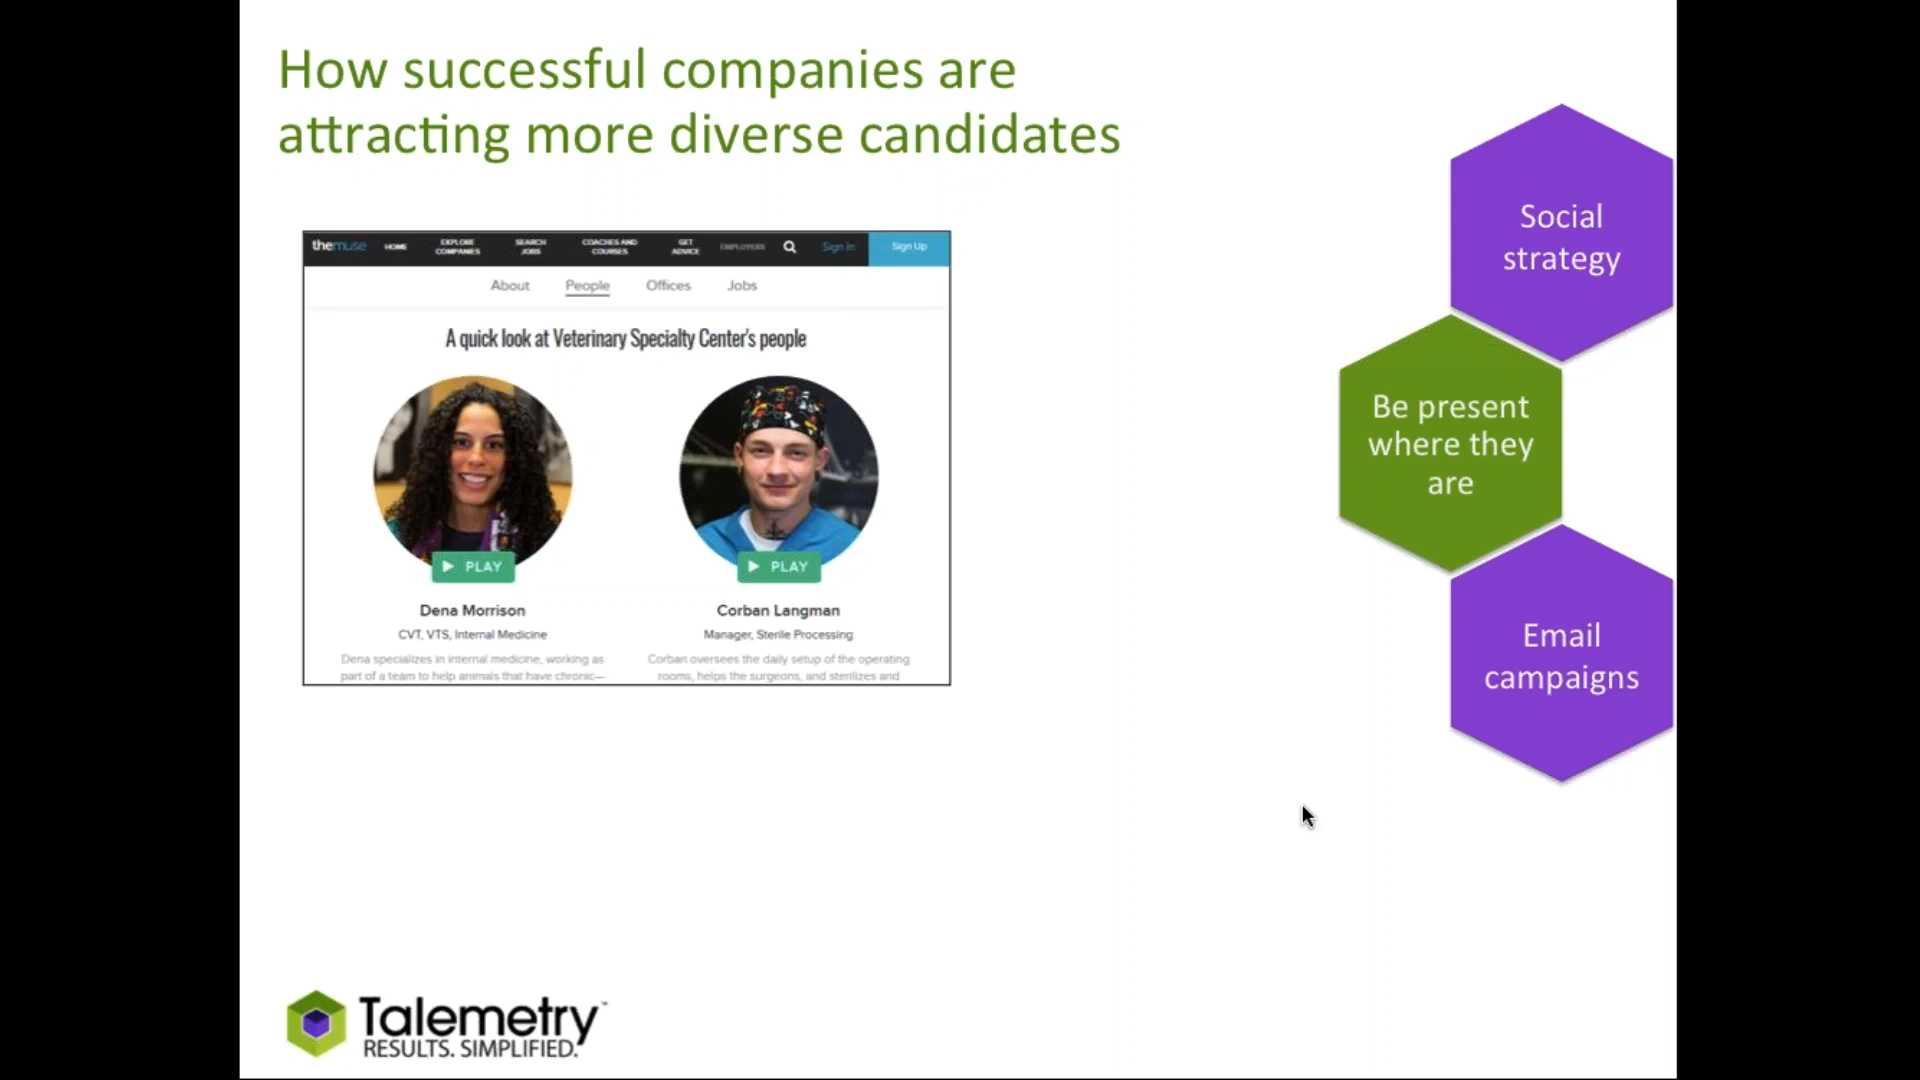 How successful companies are
attracting more diverse candidates
themuse HOME EXPLORE COMPANIES SEARCH JOBS COACHES AND COURSES GET ADVICE EMPLOYERS Sign In Sign Up
About People Offices Jobs
A quick look at Veterinary Specialty Center's people
PLAY PLAY
Dena Morrison Corban Langman
CVT, VTS, Internal Medicine Manager, Sterile Processing
Dena specializes in internal medicine, working as Corban oversees the daily setup of the operating
part of a team to help animals that have chronic— rooms, helps the surgeons, and sterilizes and
Social
strategy
Be present
where they
are
Email
campaigns
Talemetry™
RESULTS. SIMPLIFIED.